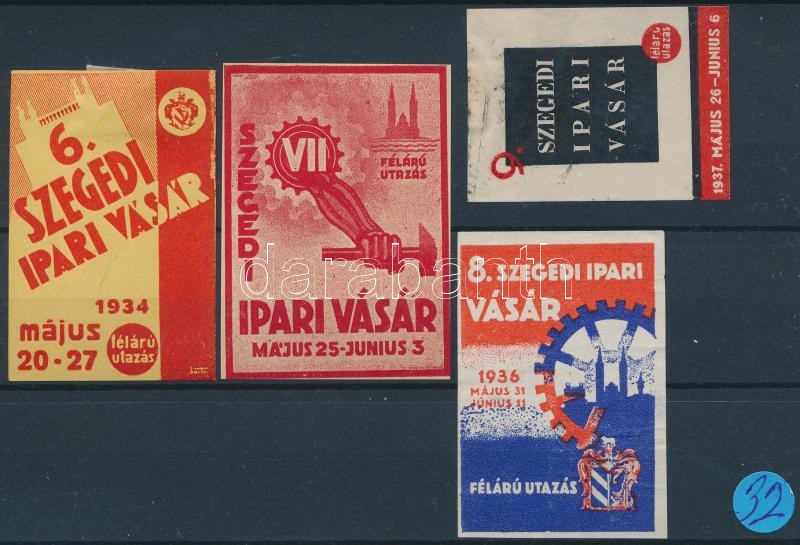 6.
SZEGEDI
IPARI VÁSÁR
1934
május
20-27
félárú
utazás
SZEGEDI
VII
FÉLÁRÚ
UTAZÁS
IPARI VÁSÁR
MÁJUS 25-JUNIUS 3
9.
SZEGEDI
IPARI
VÁSÁR
félárú
utazás
1937. MÁJUS 26-JUNIUS 6
8. SZEGEDI IPARI
VÁSÁR
1936
MÁJUS 31
JÚNIUS 11
FÉLÁRÚ UTAZÁS
32
darabanth